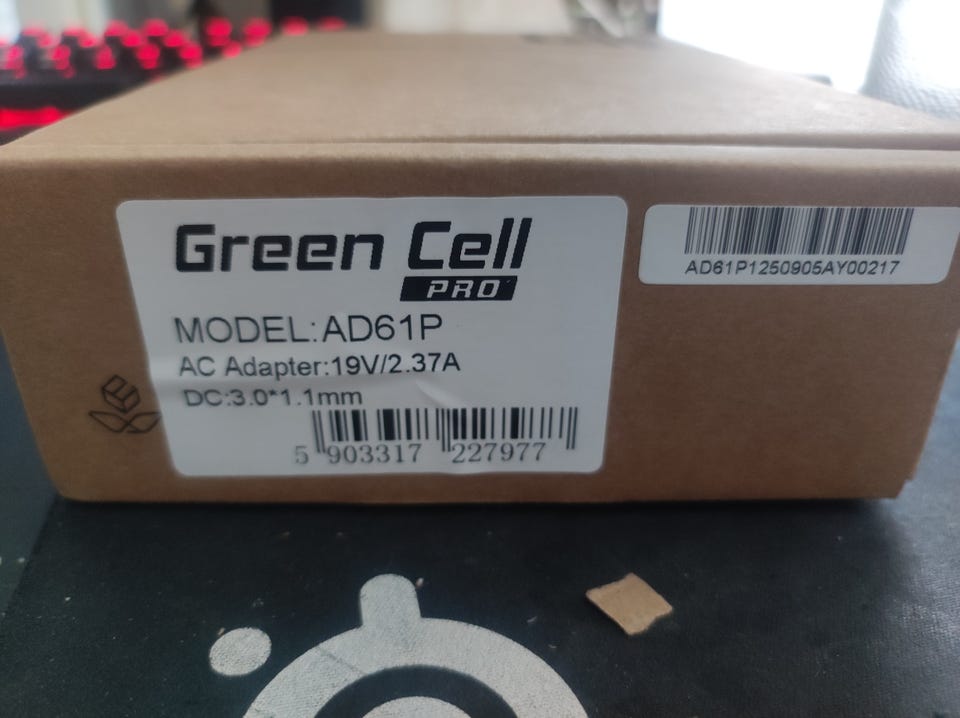 Green Cell
PRO
MODEL:AD61P
AC Adapter:19V/2.37A
DC:3.0*1.1mm
5 903317 227977
AD61P1250905AY00217